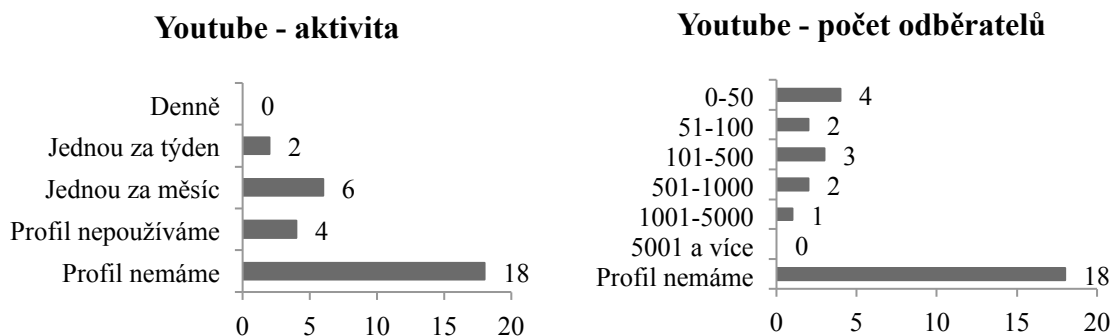 Youtube - aktivita
Denně 0
Jednou za týden 2
Jednou za měsíc 6
Profil nepoužíváme 4
Profil nemáme 18
0 5 10 15 20
Youtube - počet odběratelů
0-50 4
51-100 2
101-500 3
501-1000 2
1001-5000 1
5001 a více 0
Profil nemáme 18
0 5 10 15 20